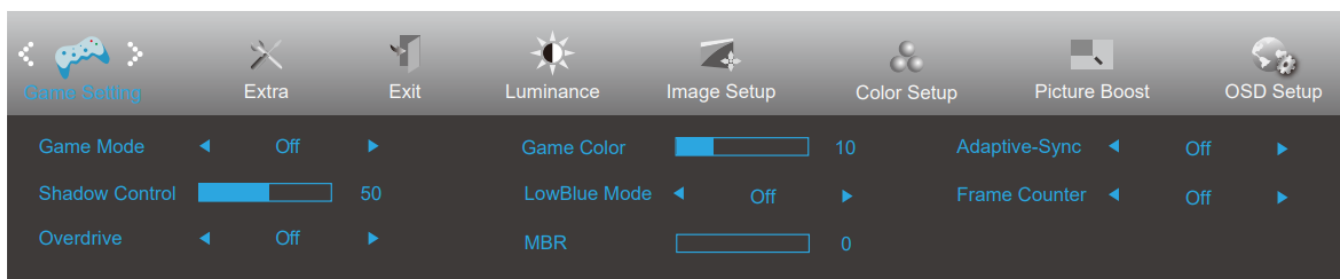 Game Setting Extra Exit Luminance Image Setup Color Setup Picture Boost OSD Setup
Game Mode Off Game Color 10 Adaptive-Sync Off
Shadow Control 50 LowBlue Mode Off Frame Counter Off
Overdrive Off MBR 0